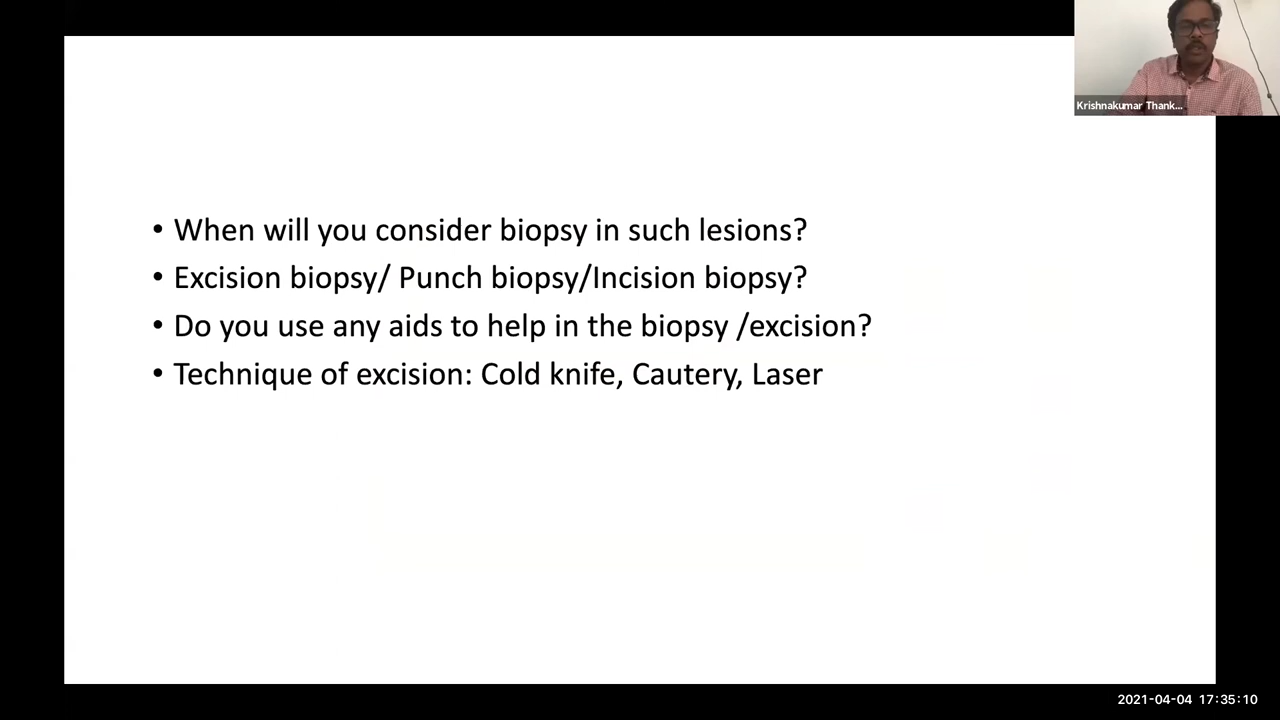 Krishnakumar Thank...
• When will you consider biopsy in such lesions?
• Excision biopsy/ Punch biopsy/Incision biopsy?
• Do you use any aids to help in the biopsy /excision?
• Technique of excision: Cold knife, Cautery, Laser
2021-04-04 17:35:10